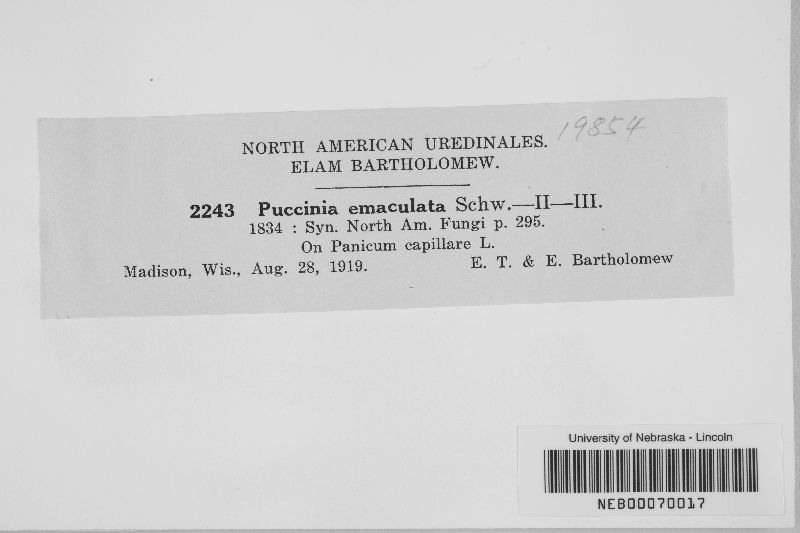 19854
NORTH AMERICAN UREDINALES.
ELAM BARTHOLOMEW.
2243 Puccinia emaculata Schw.—II—III.
1834 : Syn. North Am. Fungi p. 295.
On Panicum capillare L.
Madison, Wis., Aug. 28, 1919. E. T. & E. Bartholomew
University of Nebraska - Lincoln
NEB00070017